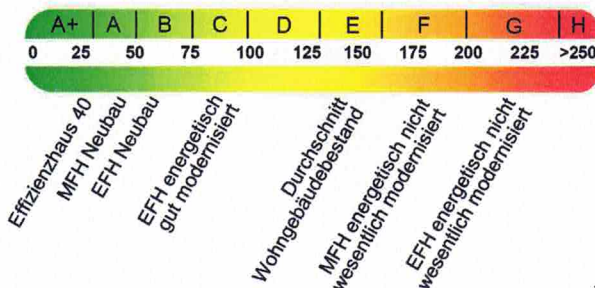 A+ A B C D E F G H
0 25 50 75 100 125 150 175 200 225 >250
Effizienzhaus 40
MFH Neubau
EFH Neubau
EFH energetisch
gut modernisiert
Durchschnitt
Wohngebäudebestand
MFH energetisch nicht
wesentlich modernisiert
EFH energetisch nicht
wesentlich modernisiert